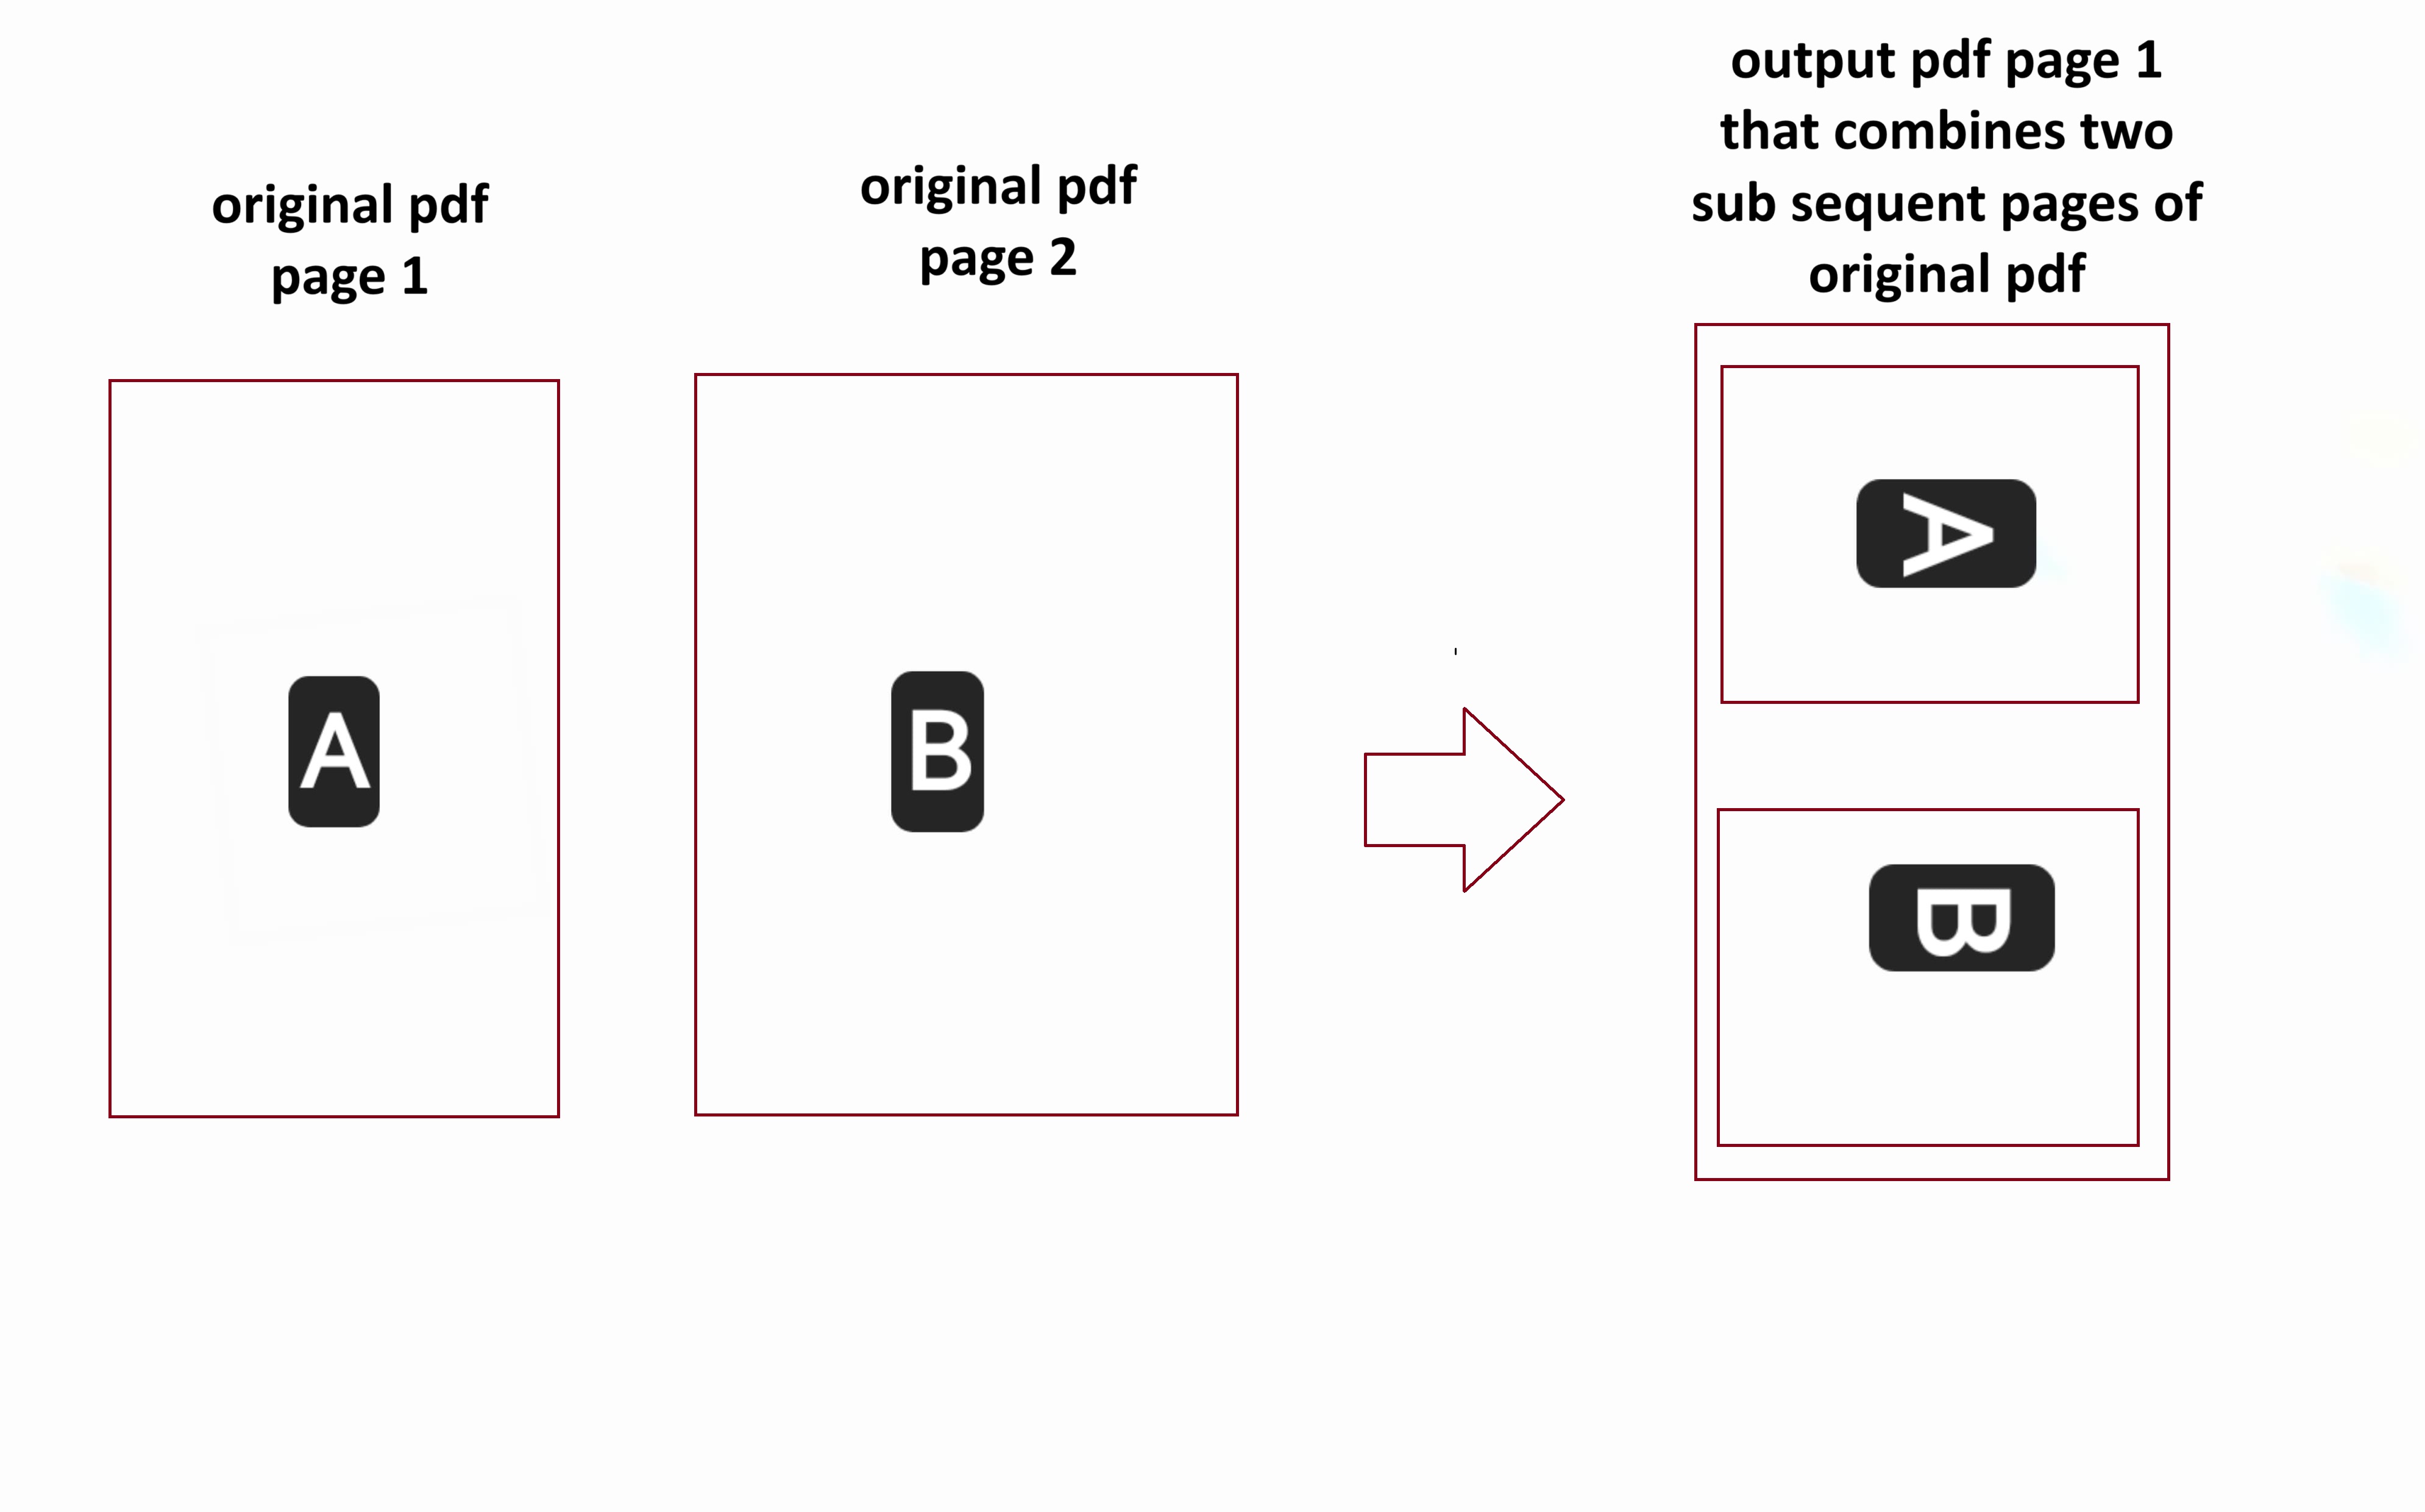 original pdf
page 1
A
original pdf
page 2
B
output pdf page 1
that combines two
sub sequent pages of
original pdf
A
B